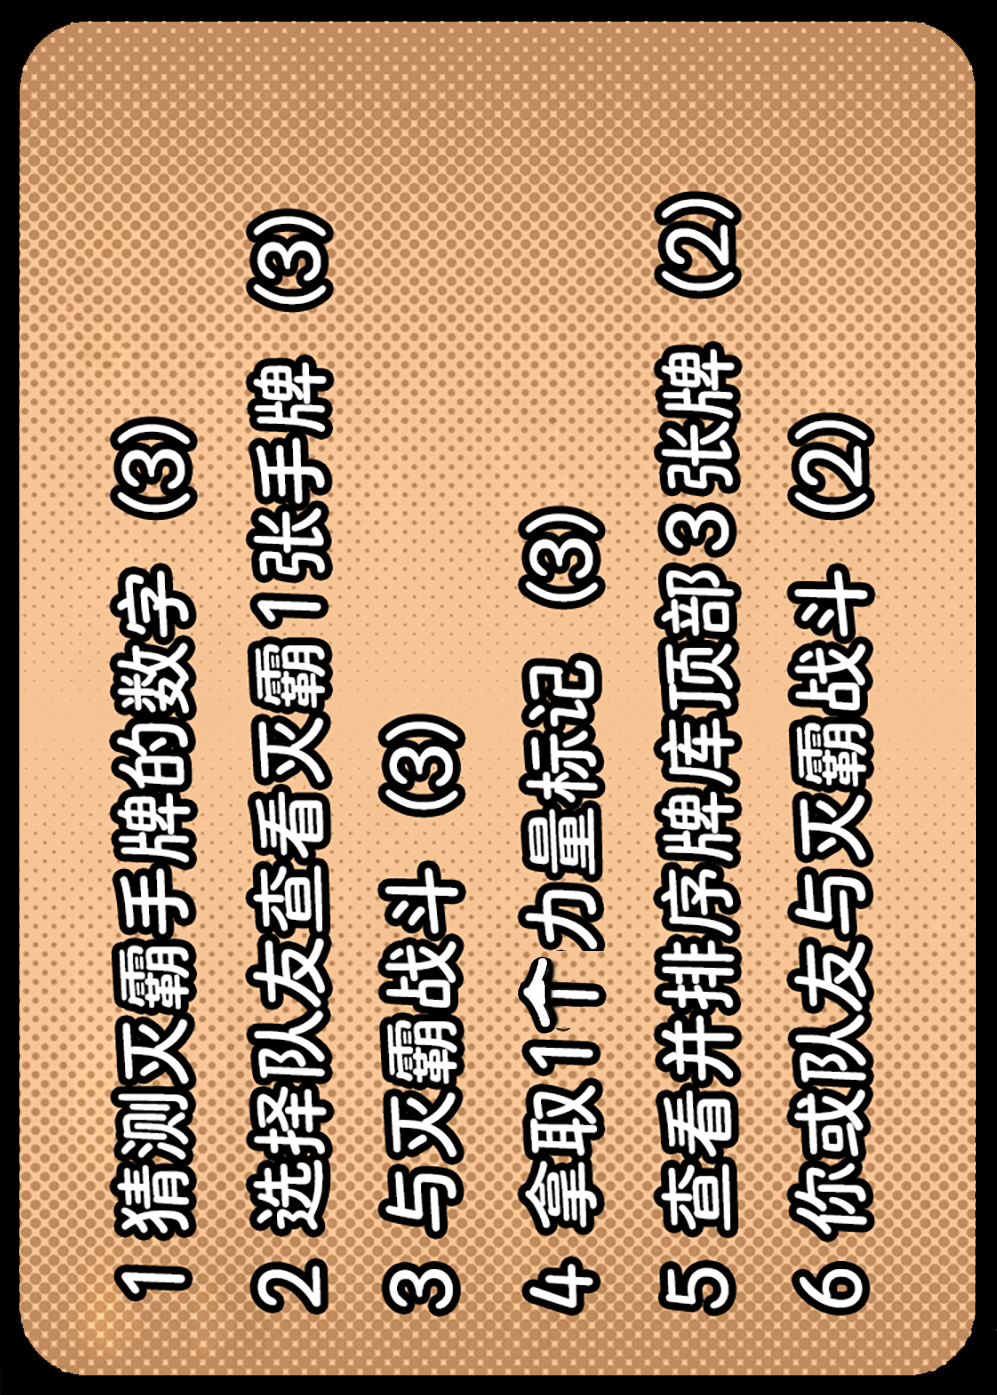 1 猜测灭霸手牌的数字 (3)
2 选择队友查看灭霸1张手牌 (3)
3 与灭霸战斗 (3)
4 拿取1个力量标记 (3)
5 查看并排序牌库顶部3张牌 (2)
6 你或队友与灭霸战斗 (2)